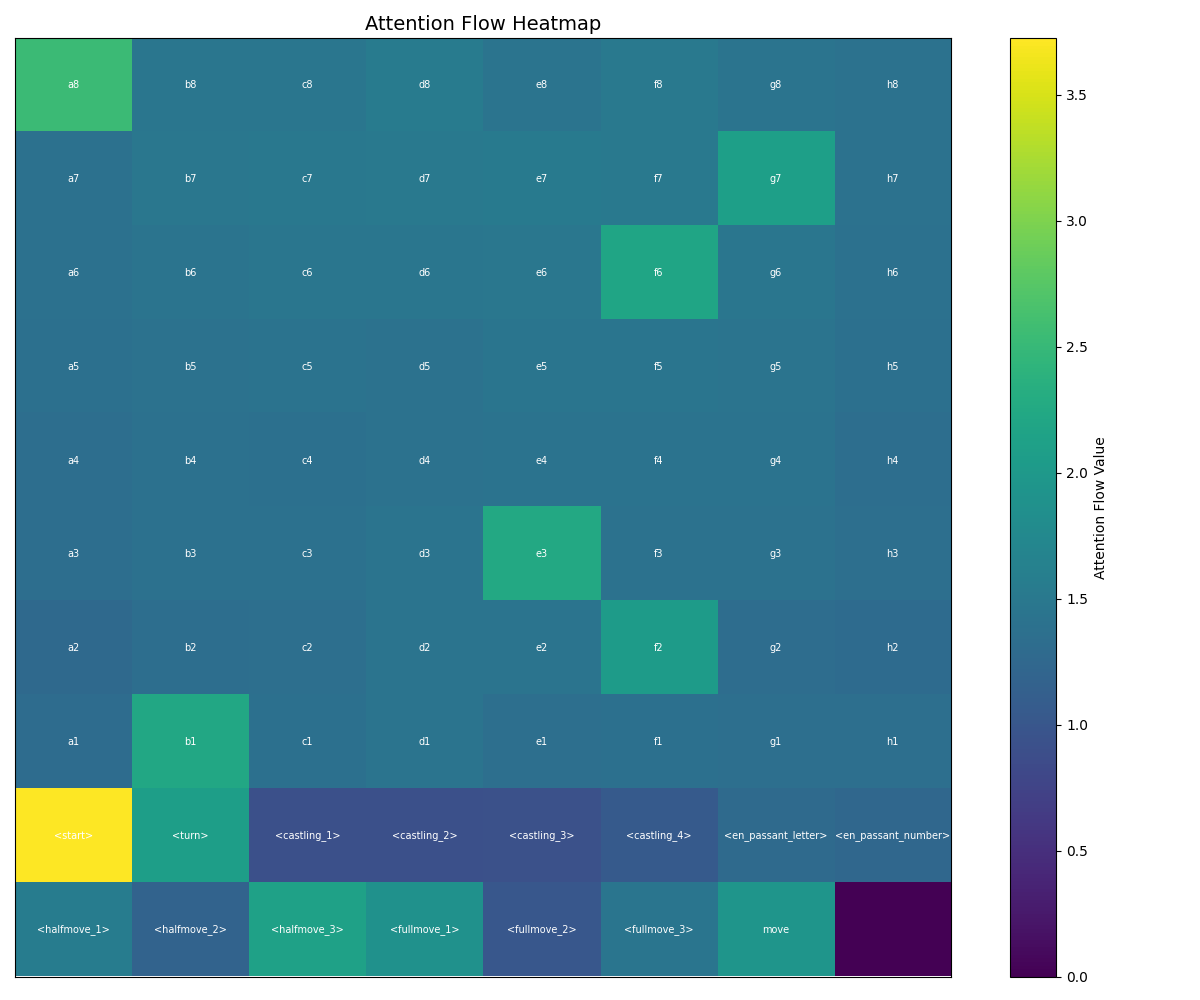 Attention Flow Heatmap
a8 b8 c8 d8 e8 f8 g8 h8
a7 b7 c7 d7 e7 f7 g7 h7
a6 b6 c6 d6 e6 f6 g6 h6
a5 b5 c5 d5 e5 f5 g5 h5
a4 b4 c4 d4 e4 f4 g4 h4
a3 b3 c3 d3 e3 f3 g3 h3
a2 b2 c2 d2 e2 f2 g2 h2
a1 b1 c1 d1 e1 f1 g1 h1
<start> <turn> <castling_1> <castling_2> <castling_3> <castling_4> <en_passant_letter> <en_passant_number>
<halfmove_1> <halfmove_2> <halfmove_3> <fullmove_1> <fullmove_2> <fullmove_3> move
3.5
3.0
2.5
2.0
1.5
1.0
0.5
0.0
Attention Flow Value